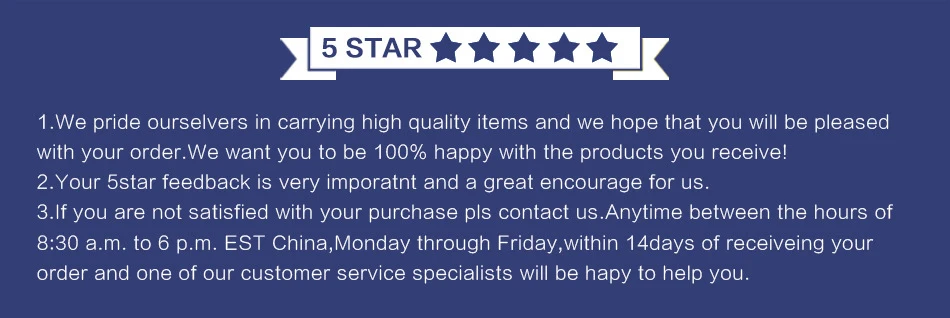 5 STAR
1.We pride ourselvers in carrying high quality items and we hope that you will be pleased
with your order.We want you to be 100% happy with the products you receive!
2.Your 5star feedback is very imporatnt and a great encourage for us.
3.If you are not satisfied with your purchase pls contact us.Anytime between the hours of
8:30 a.m. to 6 p.m. EST China,Monday through Friday,within 14days of receiveing your
order and one of our customer service specialists will be hapy to help you.